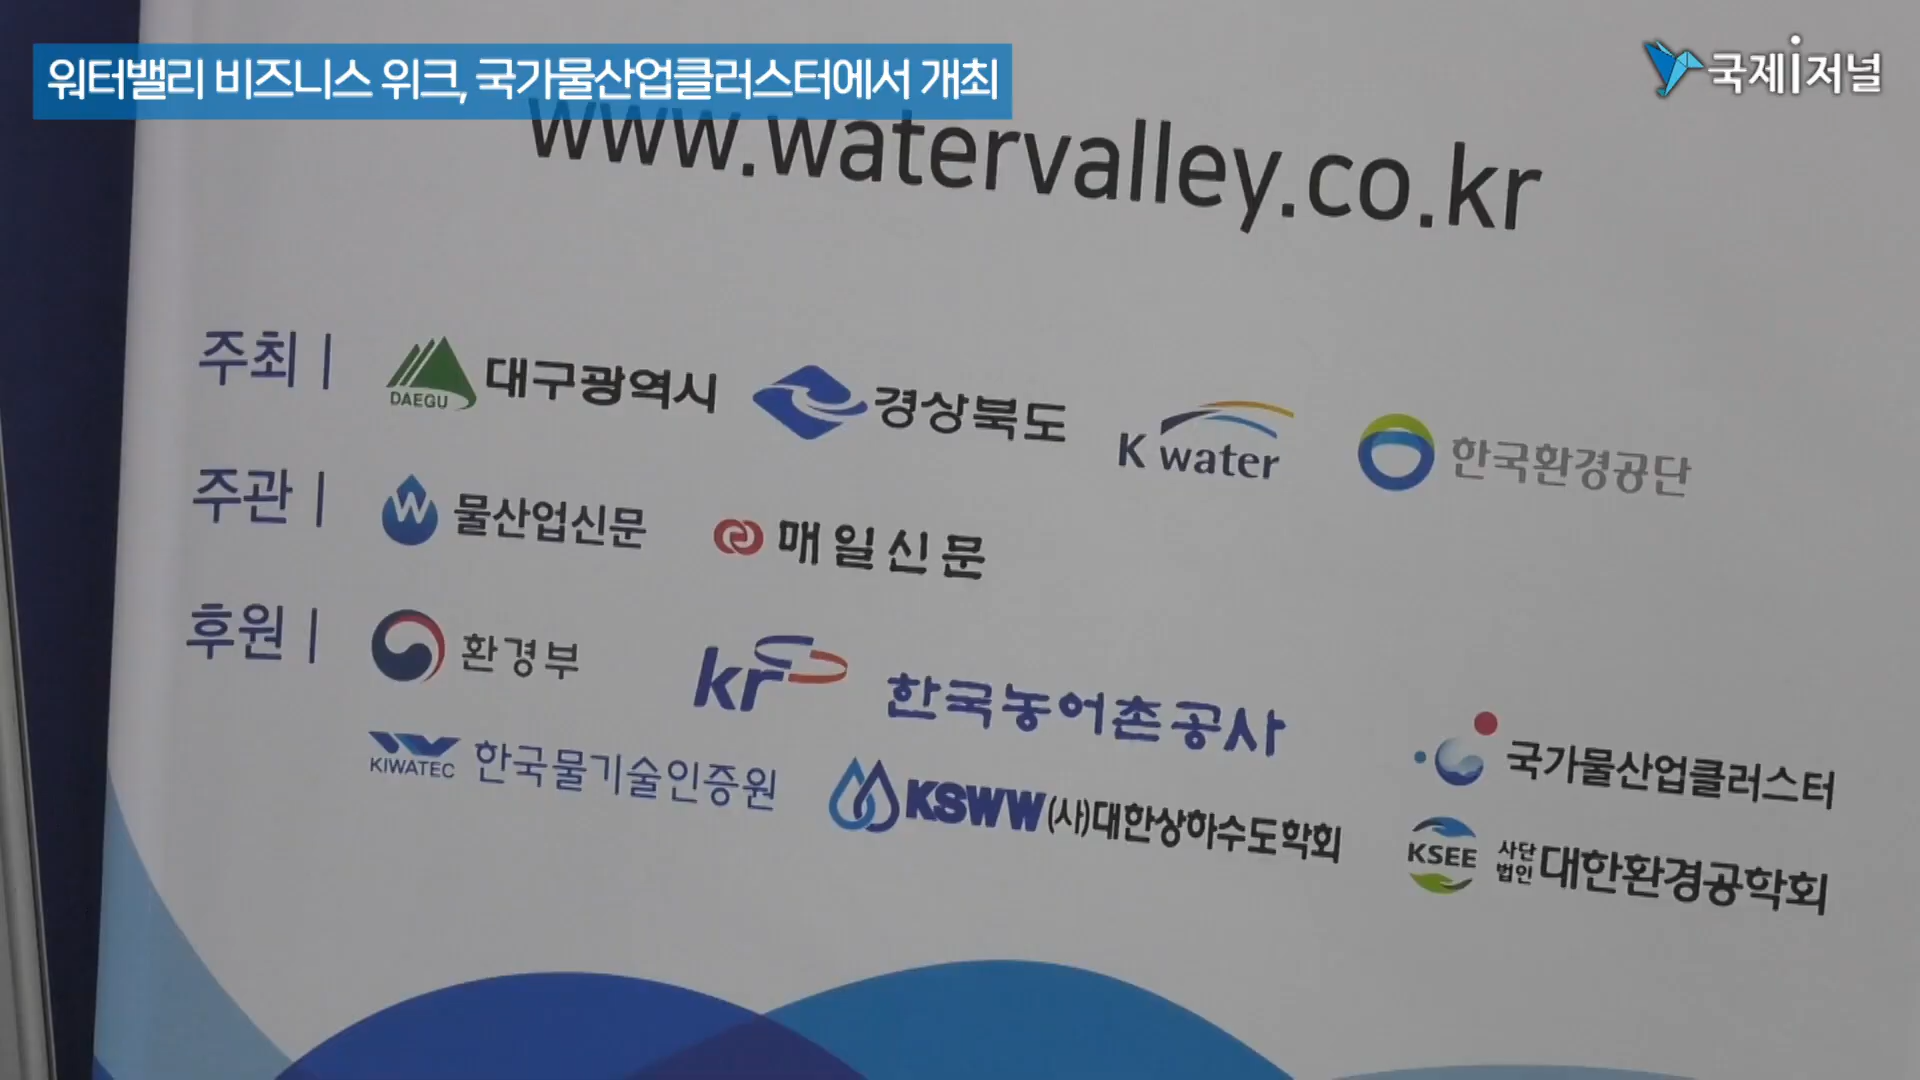 워터밸리 비즈니스 위크, 국가물산업클러스터에서 개최
국제i저널
www.watervalley.co.kr
주최 | DAEGU 대구광역시 경상북도 K water 한국환경공단
주관 | W 물산업신문 매일신문
후원 | 환경부 kr 한국농어촌공사 국가물산업클러스터
KIWATEC 한국물기술인증원 KSWW (사)대한상하수도학회 KSEE 사단법인 대한환경공학회